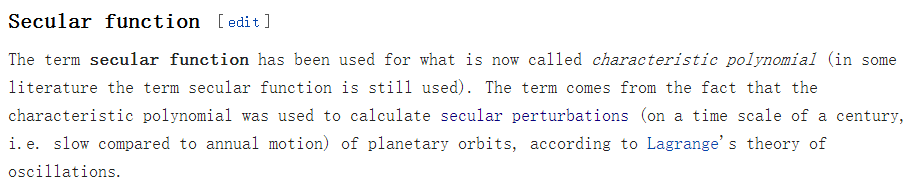 Secular function [edit]
The term secular function has been used for what is now called characteristic polynomial (in some
literature the term secular function is still used). The term comes from the fact that the
characteristic polynomial was used to calculate secular perturbations (on a time scale of a century,
i.e. slow compared to annual motion) of planetary orbits, according to Lagrange's theory of
oscillations.